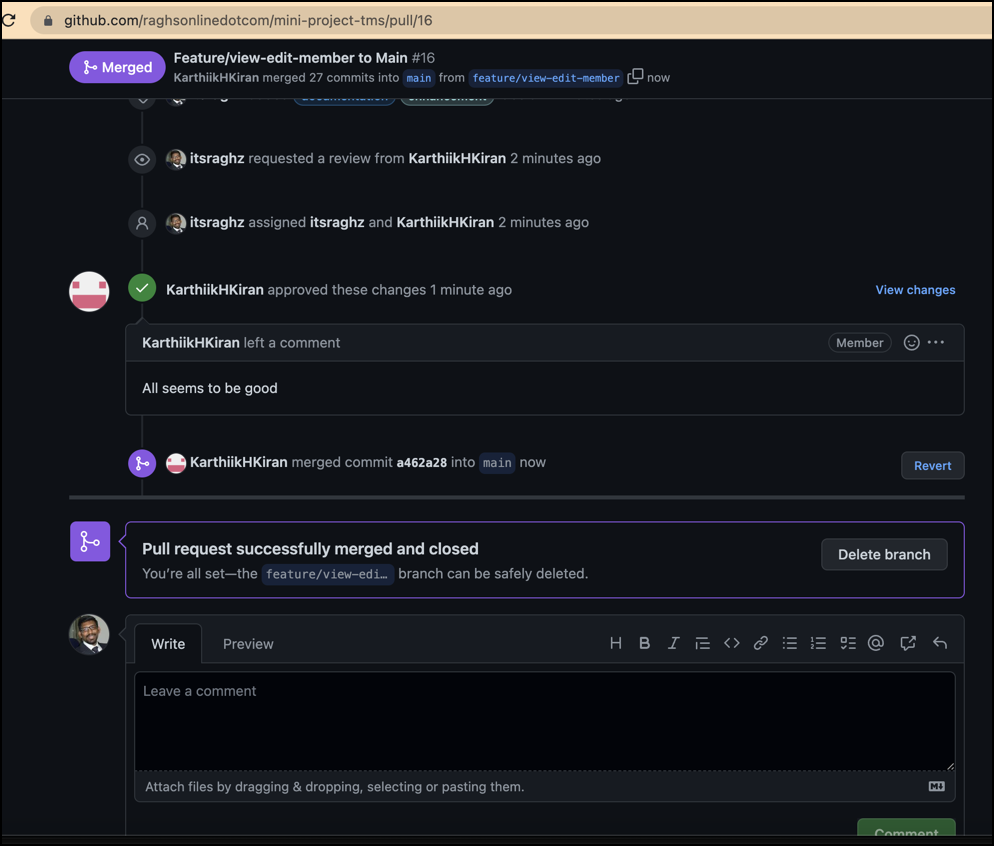 github.com/raghsonlinedotcom/mini-project-tms/pull/16
Merged
Feature/view-edit-member to Main #16
KarthiikHKiran merged 27 commits into main from feature/view-edit-member now
itsraghz requested a review from KarthiikHKiran 2 minutes ago
itsraghz assigned itsraghz and KarthiikHKiran 2 minutes ago
KarthiikHKiran approved these changes 1 minute ago
View changes
KarthiikHKiran left a comment
Member
All seems to be good
KarthiikHKiran merged commit a462a28 into main now
Revert
Pull request successfully merged and closed
You’re all set—the feature/view-edi… branch can be safely deleted.
Delete branch
Write
Preview
Leave a comment
Attach files by dragging & dropping, selecting or pasting them.
Comment